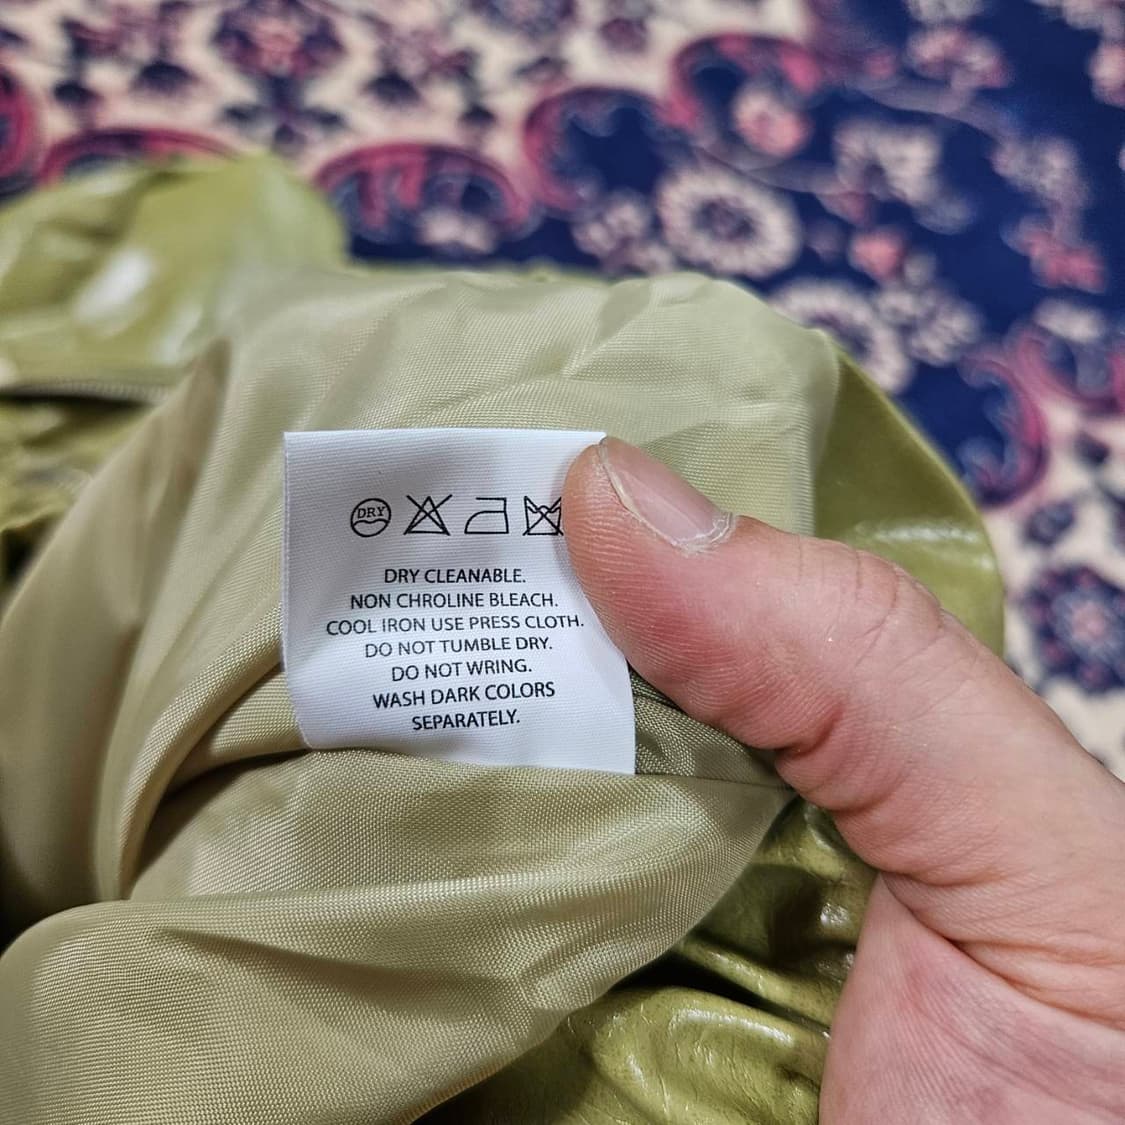 DRY
DRY CLEANABLE.
NON CHROLINE BLEACH.
COOL IRON USE PRESS CLOTH.
DO NOT TUMBLE DRY.
DO NOT WRING.
WASH DARK COLORS
SEPARATELY.